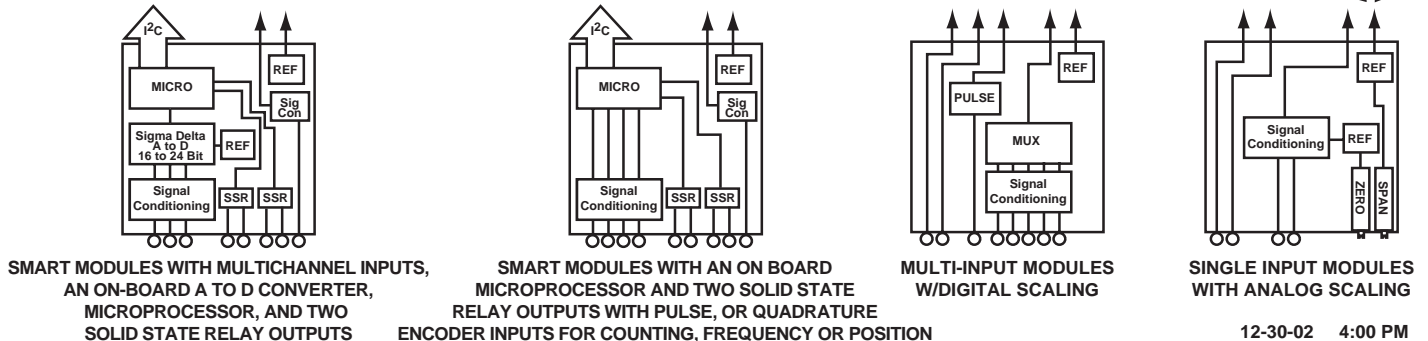 I2C
MICRO
REF
Sig
Con
Sigma Delta
A to D
16 to 24 Bit
REF
Signal
Conditioning
SSR
SSR
SMART MODULES WITH MULTICHANNEL INPUTS,
AN ON-BOARD A TO D CONVERTER,
MICROPROCESSOR, AND TWO
SOLID STATE RELAY OUTPUTS
I2C
MICRO
REF
Sig
Con
Signal
Conditioning
SSR
SSR
SMART MODULES WITH AN ON BOARD
MICROPROCESSOR AND TWO SOLID STATE
RELAY OUTPUTS WITH PULSE, OR QUADRATURE
ENCODER INPUTS FOR COUNTING, FREQUENCY OR POSITION
REF
PULSE
MUX
Signal
Conditioning
MULTI-INPUT MODULES
W/DIGITAL SCALING
REF
Signal
Conditioning
REF
ZERO
SPAN
SINGLE INPUT MODULES
WITH ANALOG SCALING
12-30-02 4:00 PM